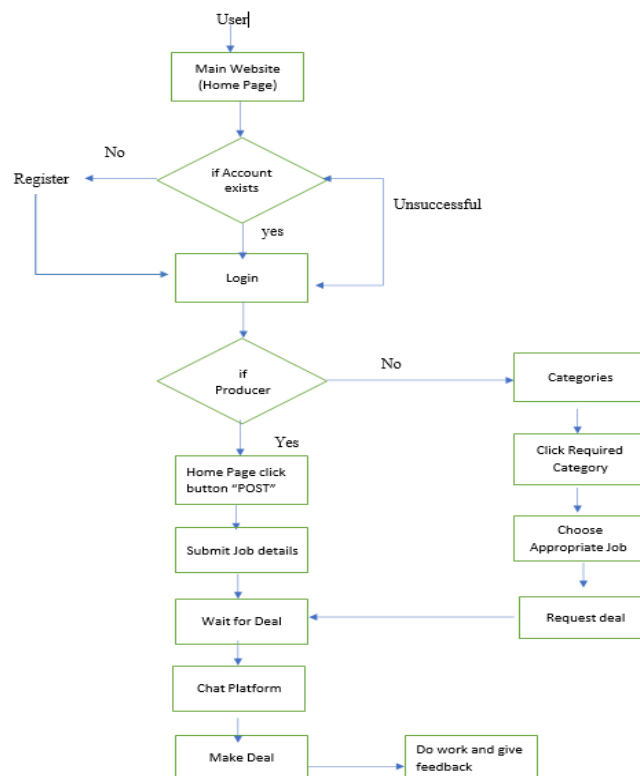 User
Main Website
(Home Page)
No
if Account
exists
Register
Unsuccessful
yes
Login
if
Producer
No
Categories
Yes
Home Page click
button “POST”
Click Required
Category
Submit Job details
Choose
Appropriate Job
Wait for Deal
Request deal
Chat Platform
Make Deal
Do work and give
feedback